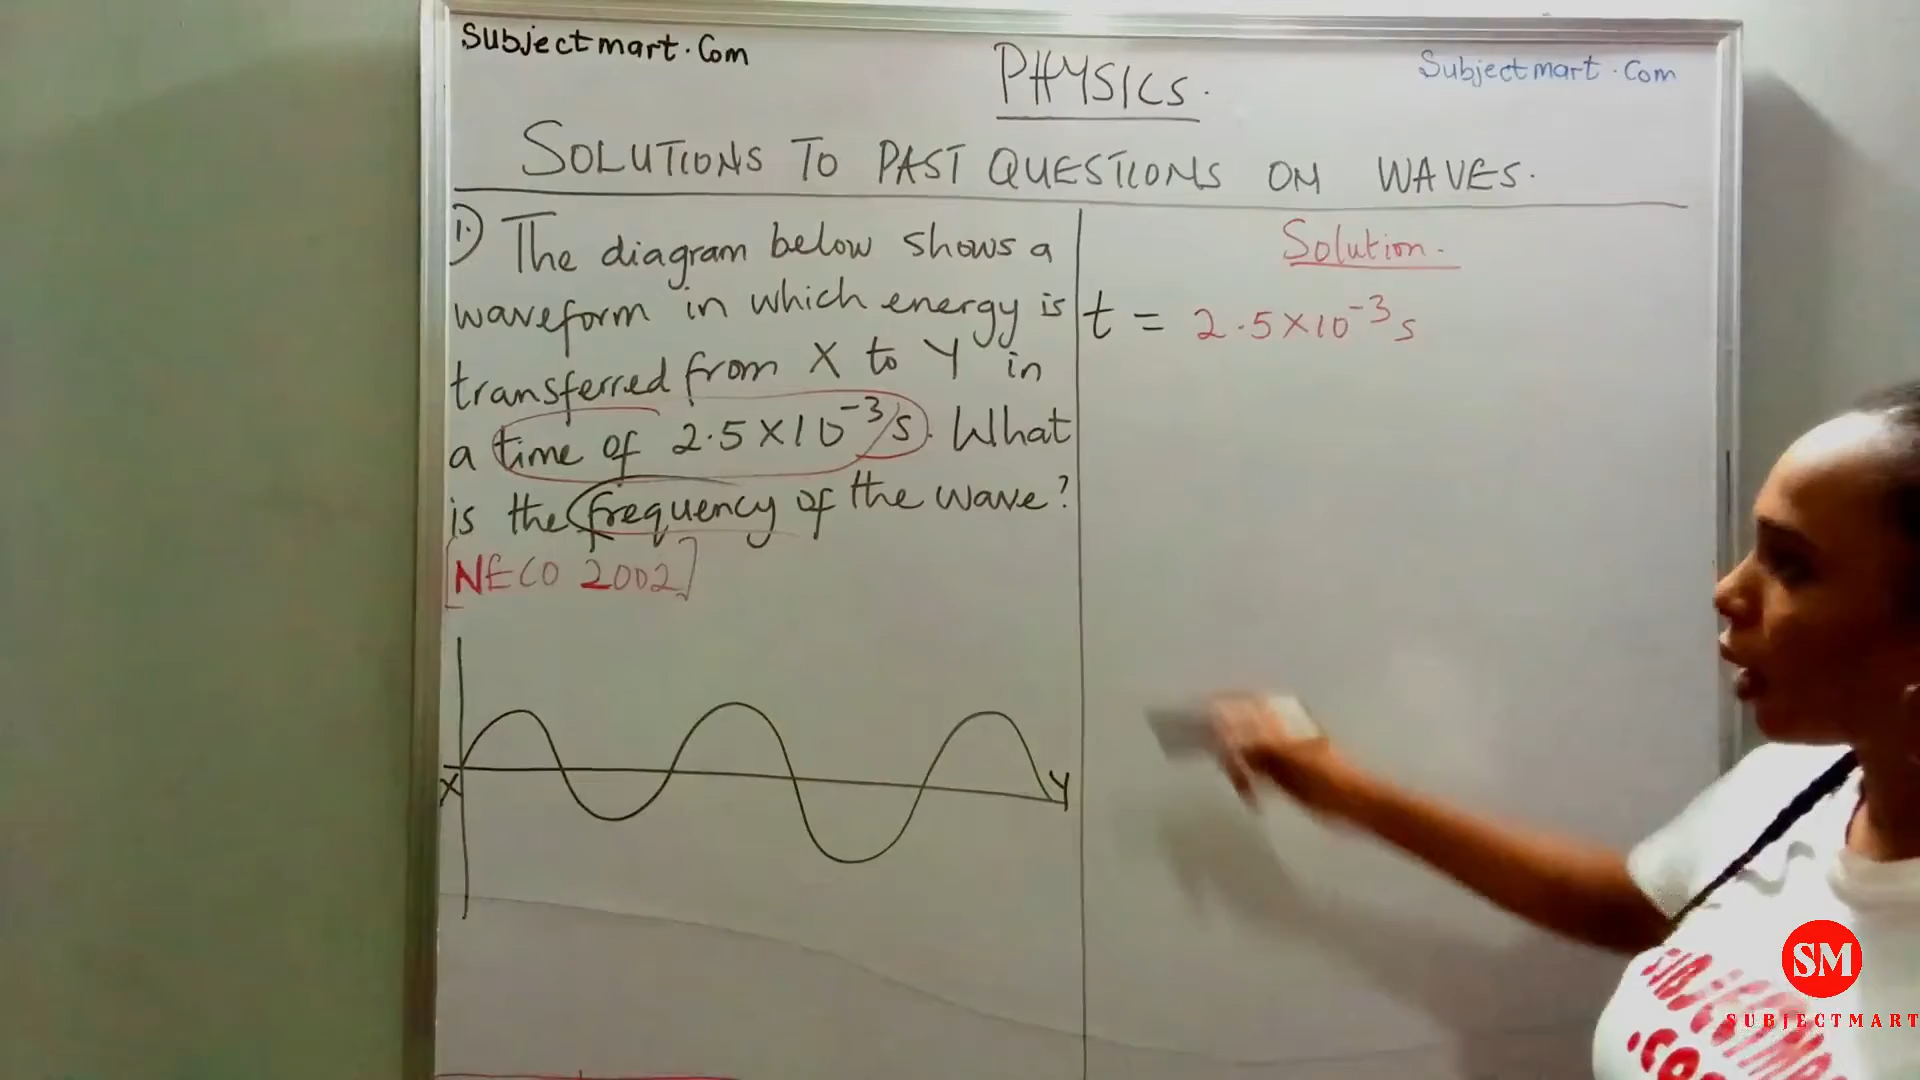 Subjectmart.Com
PHYSICS.
Subjectmart.Com
SOLUTIONS TO PAST QUESTIONS ON WAVES.
1.) The diagram below shows a
waveform in which energy is
transferred from X to Y in
a time of 2.5×10⁻³s. What
is the frequency of the wave?
[NECO 2002]
X
Y
Solution.
t = 2.5×10⁻³s
SM
SUBJECTMART
SUBJECTMART
.CO